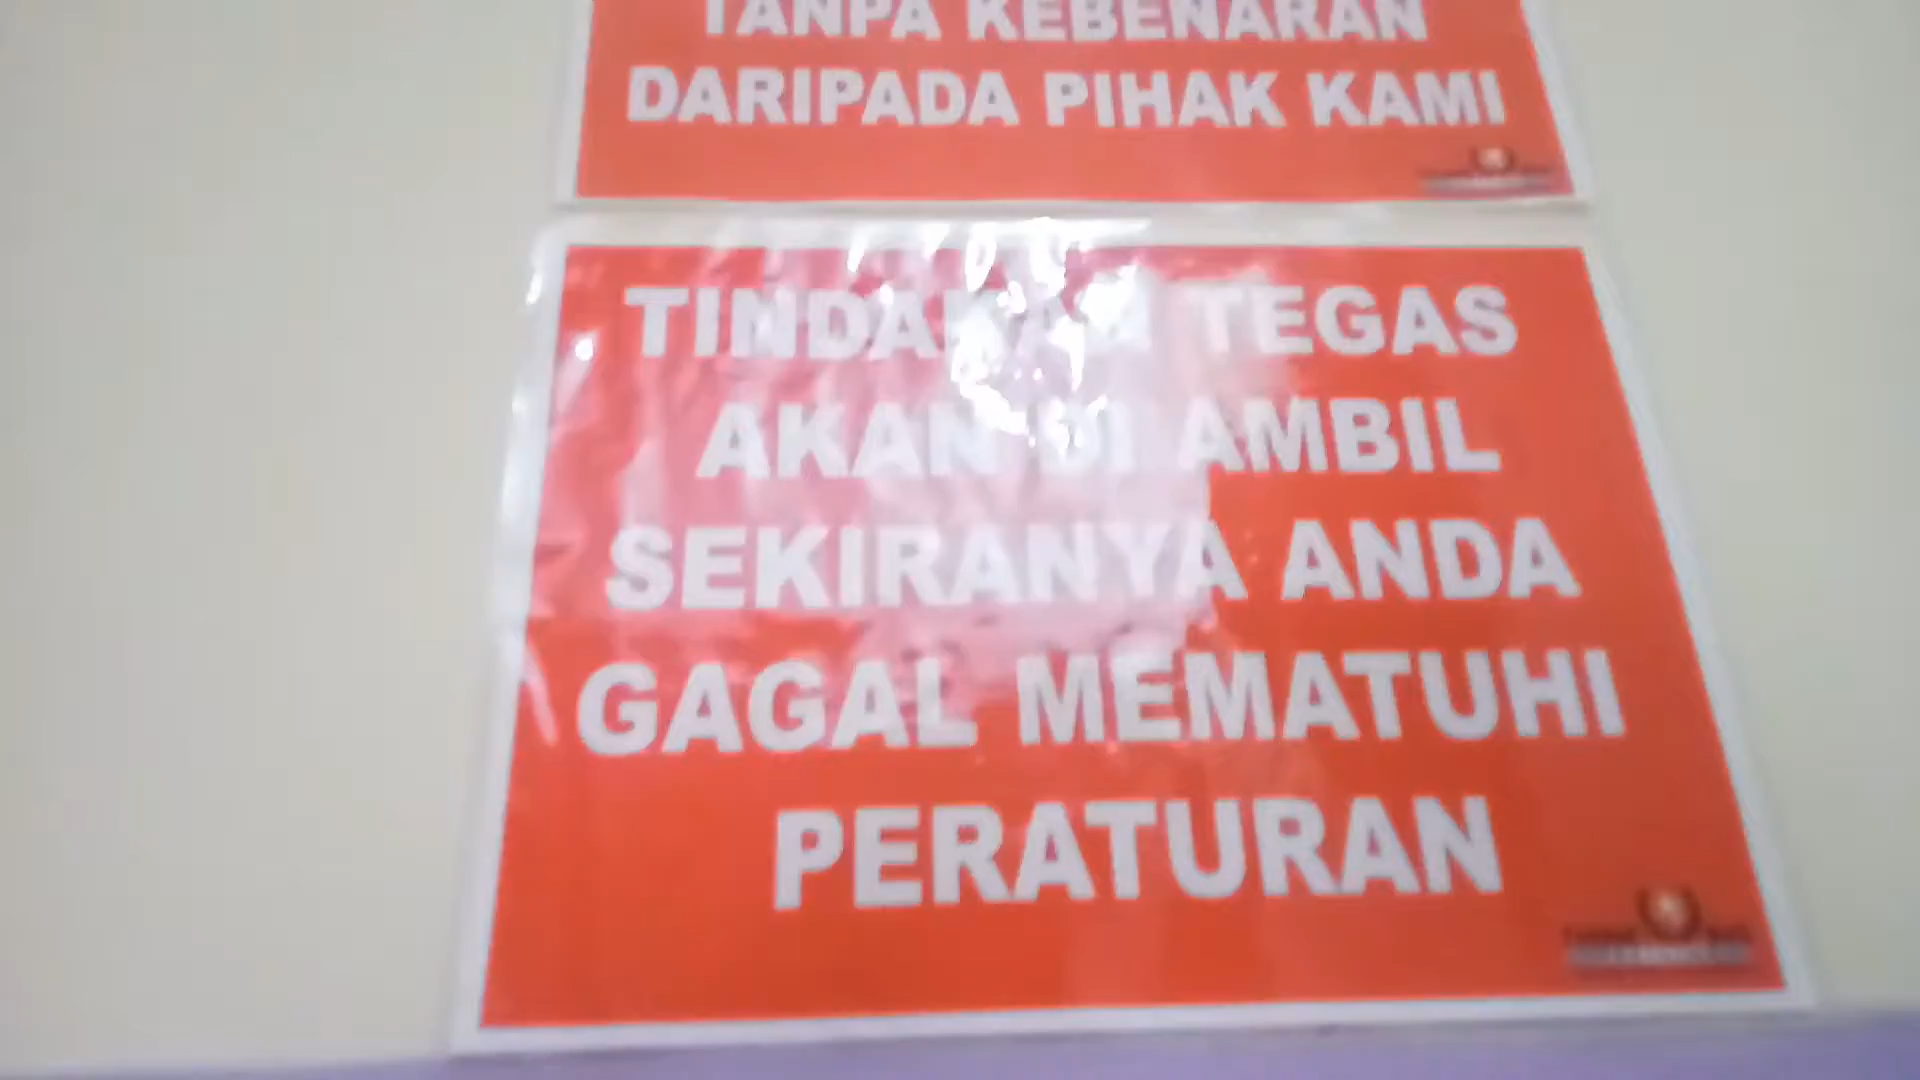 TANPA KEBENARAN
DARIPADA PIHAK KAMI
TINDAKAN TEGAS
AKAN DI AMBIL
SEKIRANYA ANDA
GAGAL MEMATUHI
PERATURAN